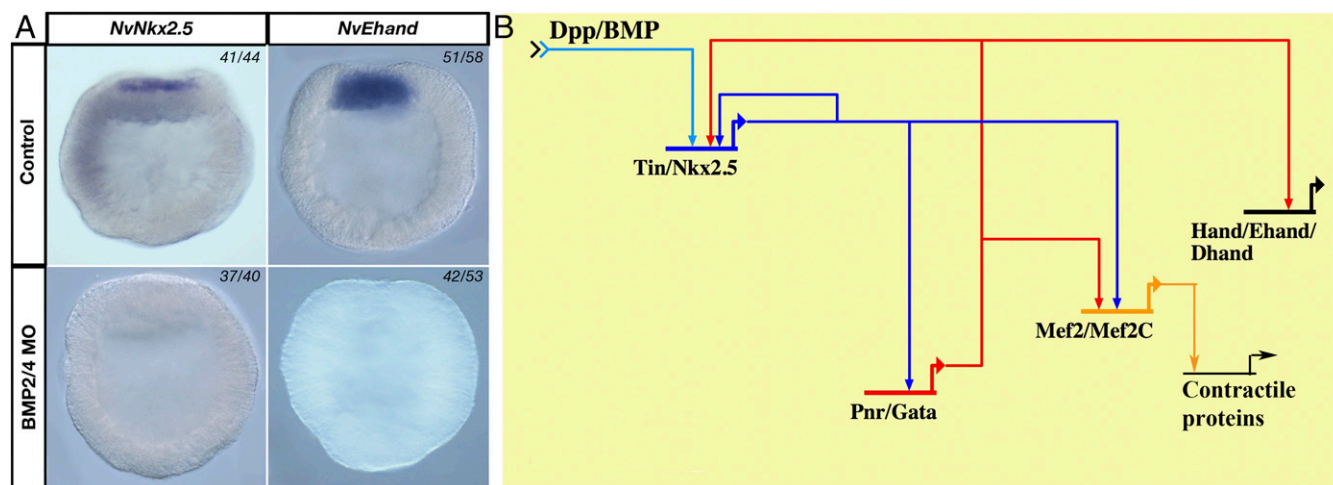 A
NvNkx2.5
NvEhand
B
Control
41/44
51/58
BMP2/4 MO
37/40
42/53
Dpp/BMP
Tin/Nkx2.5
Hand/Ehand/
Dhand
Mef2/Mef2C
Pnr/Gata
Contractile
proteins